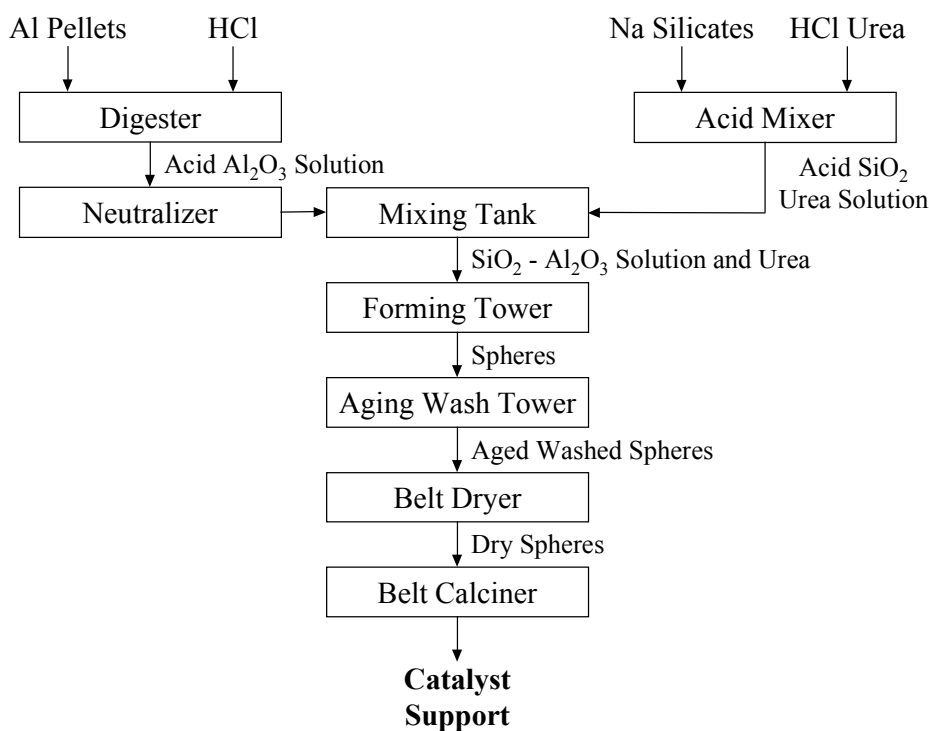 Al Pellets
HCl
Na Silicates
HCl Urea
Digester
Acid Mixer
Acid Al₂O₃ Solution
Acid SiO₂
Urea Solution
Neutralizer
Mixing Tank
SiO₂ - Al₂O₃ Solution and Urea
Forming Tower
Spheres
Aging Wash Tower
Aged Washed Spheres
Belt Dryer
Dry Spheres
Belt Calciner
Catalyst
Support